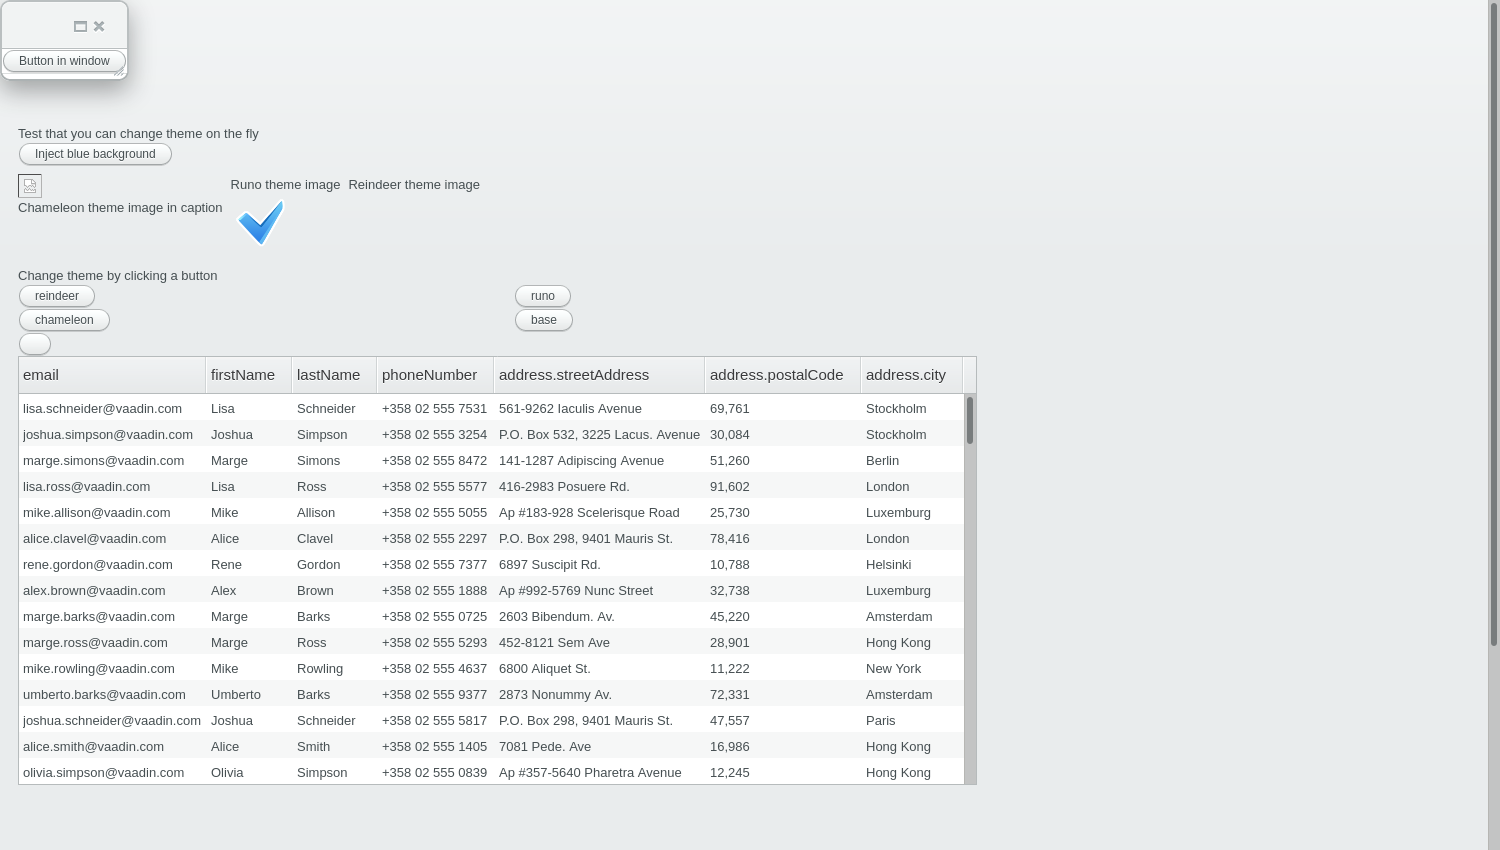 Button in window
Test that you can change theme on the fly
Inject blue background
Runo theme image Reindeer theme image
Chameleon theme image in caption
Change theme by clicking a button
reindeer runo
chameleon base
email firstName lastName phoneNumber address.streetAddress address.postalCode address.city
lisa.schneider@vaadin.com Lisa Schneider +358 02 555 7531 561-9262 Iaculis Avenue 69,761 Stockholm
joshua.simpson@vaadin.com Joshua Simpson +358 02 555 3254 P.O. Box 532, 3225 Lacus. Avenue 30,084 Stockholm
marge.simons@vaadin.com Marge Simons +358 02 555 8472 141-1287 Adipiscing Avenue 51,260 Berlin
lisa.ross@vaadin.com Lisa Ross +358 02 555 5577 416-2983 Posuere Rd. 91,602 London
mike.allison@vaadin.com Mike Allison +358 02 555 5055 Ap #183-928 Scelerisque Road 25,730 Luxemburg
alice.clavel@vaadin.com Alice Clavel +358 02 555 2297 P.O. Box 298, 9401 Mauris St. 78,416 London
rene.gordon@vaadin.com Rene Gordon +358 02 555 7377 6897 Suscipit Rd. 10,788 Helsinki
alex.brown@vaadin.com Alex Brown +358 02 555 1888 Ap #992-5769 Nunc Street 32,738 Luxemburg
marge.barks@vaadin.com Marge Barks +358 02 555 0725 2603 Bibendum. Av. 45,220 Amsterdam
marge.ross@vaadin.com Marge Ross +358 02 555 5293 452-8121 Sem Ave 28,901 Hong Kong
mike.rowling@vaadin.com Mike Rowling +358 02 555 4637 6800 Aliquet St. 11,222 New York
umberto.barks@vaadin.com Umberto Barks +358 02 555 9377 2873 Nonummy Av. 72,331 Amsterdam
joshua.schneider@vaadin.com Joshua Schneider +358 02 555 5817 P.O. Box 298, 9401 Mauris St. 47,557 Paris
alice.smith@vaadin.com Alice Smith +358 02 555 1405 7081 Pede. Ave 16,986 Hong Kong
olivia.simpson@vaadin.com Olivia Simpson +358 02 555 0839 Ap #357-5640 Pharetra Avenue 12,245 Hong Kong